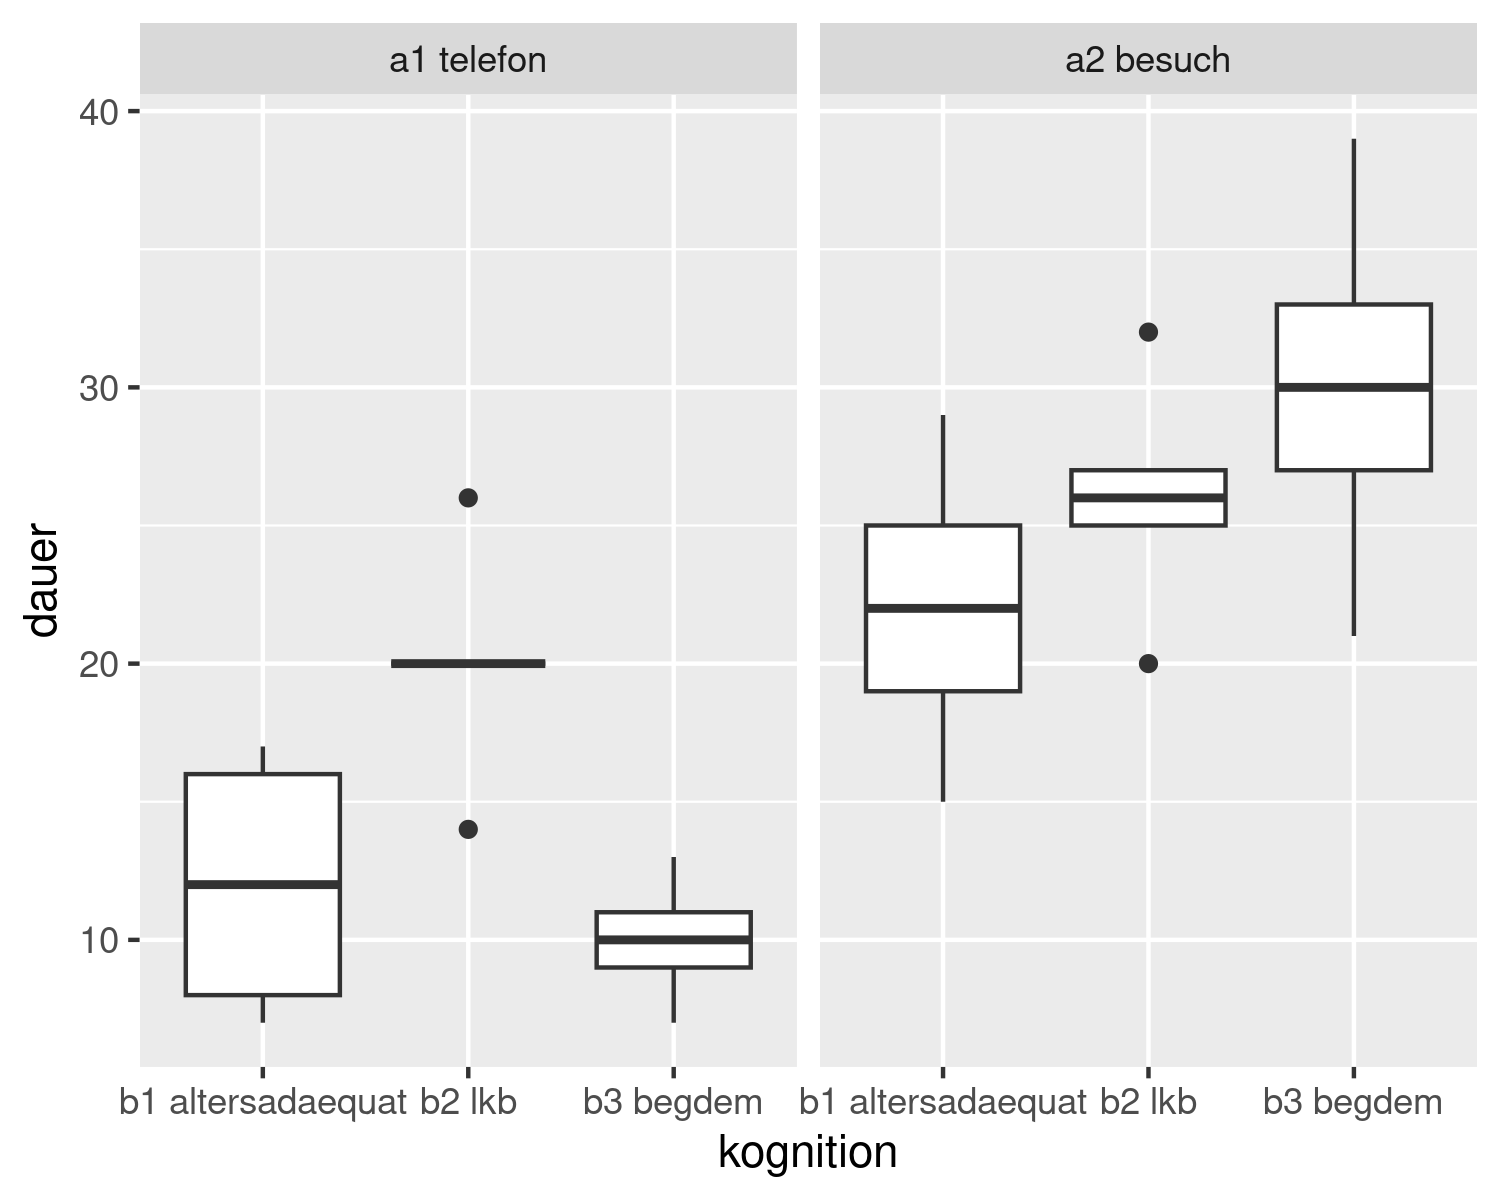 a1 telefon
a2 besuch
40
30
20
10
dauer
b1 altersadaequat
b2 lkb
b3 begdem
b1 altersadaequat
b2 lkb
b3 begdem
kognition